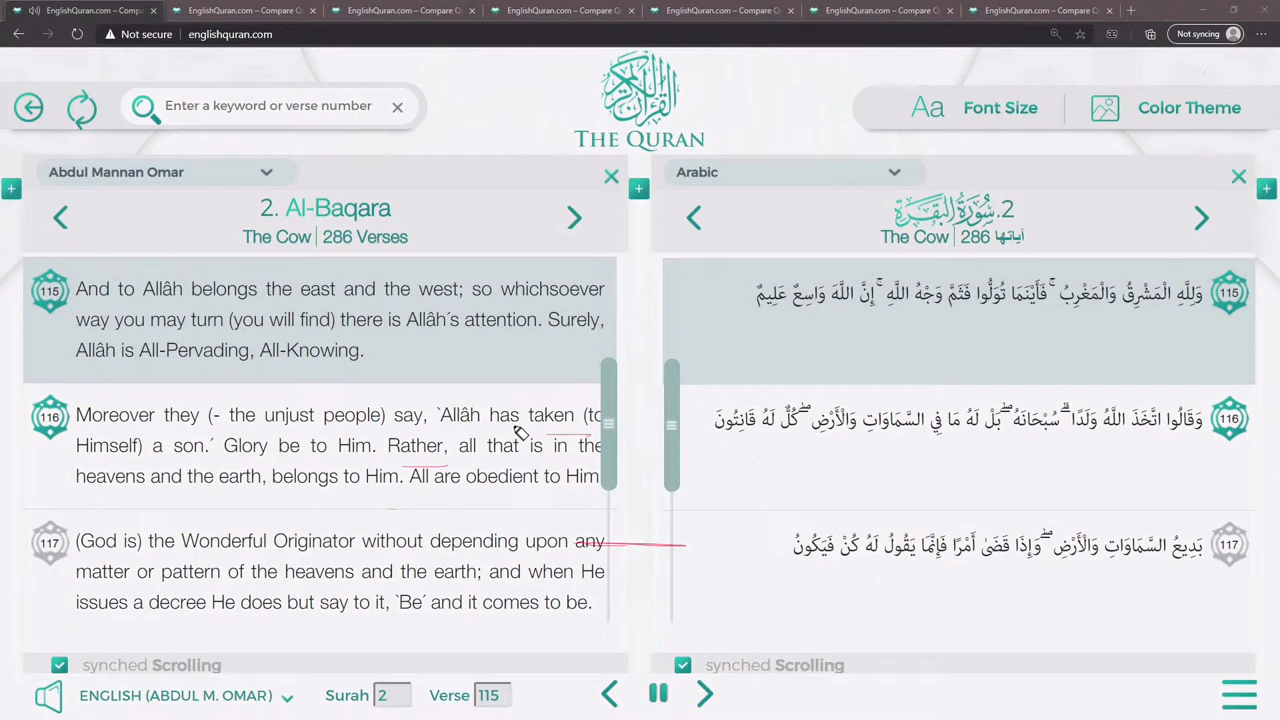 EnglishQuran.com - Compare Q
EnglishQuran.com - Compare Q
EnglishQuran.com - Compare Q
EnglishQuran.com - Compare Q
EnglishQuran.com - Compare Q
EnglishQuran.com - Compare Q
EnglishQuran.com - Compare Q
Not secure englishquran.com Not syncing
Enter a keyword or verse number
القرآن الكريم
THE QURAN
Aa Font Size Color Theme
Abdul Mannan Omar
2. Al-Baqara
The Cow 286 Verses
115 And to Allâh belongs the east and the west; so whichsoever
way you may turn (you will find) there is Allâh´s attention. Surely,
Allâh is All-Pervading, All-Knowing.
116 Moreover they (- the unjust people) say, `Allâh has taken (to
Himself) a son.´ Glory be to Him. Rather, all that is in the
heavens and the earth, belongs to Him. All are obedient to Him.
117 (God is) the Wonderful Originator without depending upon any
matter or pattern of the heavens and the earth; and when He
issues a decree He does but say to it, `Be´ and it comes to be.
synched Scrolling
Arabic
2. سُورَةُ الْبَقَرَةِ
The Cow 286 آياتها
وَلِلَّهِ الْمَشْرِقُ وَالْمَغْرِبُ ۚ فَأَيْنَمَا تُوَلُّوا فَثَمَّ وَجْهُ اللَّهِ ۚ إِنَّ اللَّهَ وَاسِعٌ عَلِيمٌ 115
وَقَالُوا اتَّخَذَ اللَّهُ وَلَدًا ۗ سُبْحَانَهُ ۖ بَلْ لَهُ مَا فِي السَّمَاوَاتِ وَالْأَرْضِ ۖ كُلٌّ لَهُ قَانِتُونَ 116
بَدِيعُ السَّمَاوَاتِ وَالْأَرْضِ ۖ وَإِذَا قَضَىٰ أَمْرًا فَإِنَّمَا يَقُولُ لَهُ كُنْ فَيَكُونُ 117
synched Scrolling
ENGLISH (ABDUL M. OMAR) Surah 2 Verse 115